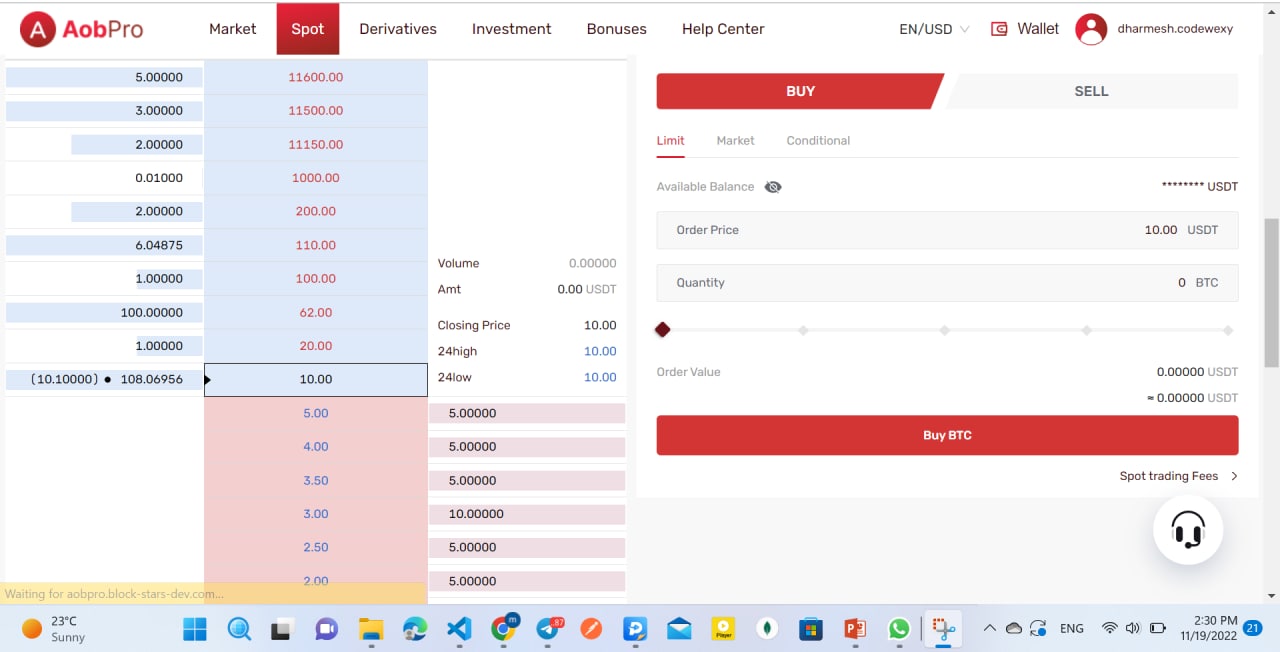 A AobPro Market Spot Derivatives Investment Bonuses Help Center EN/USD Wallet dharmesh.codewexy
5.00000 11600.00
3.00000 11500.00
2.00000 11150.00
0.01000 1000.00
2.00000 200.00
6.04875 110.00
1.00000 100.00
100.00000 62.00
1.00000 20.00
(10.10000) ● 108.06956 10.00
Volume 0.00000
Amt 0.00 USDT
Closing Price 10.00
24high 10.00
24low 10.00
5.00 5.00000
4.00 5.00000
3.50 5.00000
3.00 10.00000
2.50 5.00000
2.00 5.00000
BUY SELL
Limit Market Conditional
Available Balance ******** USDT
Order Price 10.00 USDT
Quantity 0 BTC
Order Value 0.00000 USDT
≈ 0.00000 USDT
Buy BTC
Spot trading Fees >
Waiting for aobpro.block-stars-dev.com...
23°C
Sunny
m
87
Player
ENG
2:30 PM
11/19/2022
21